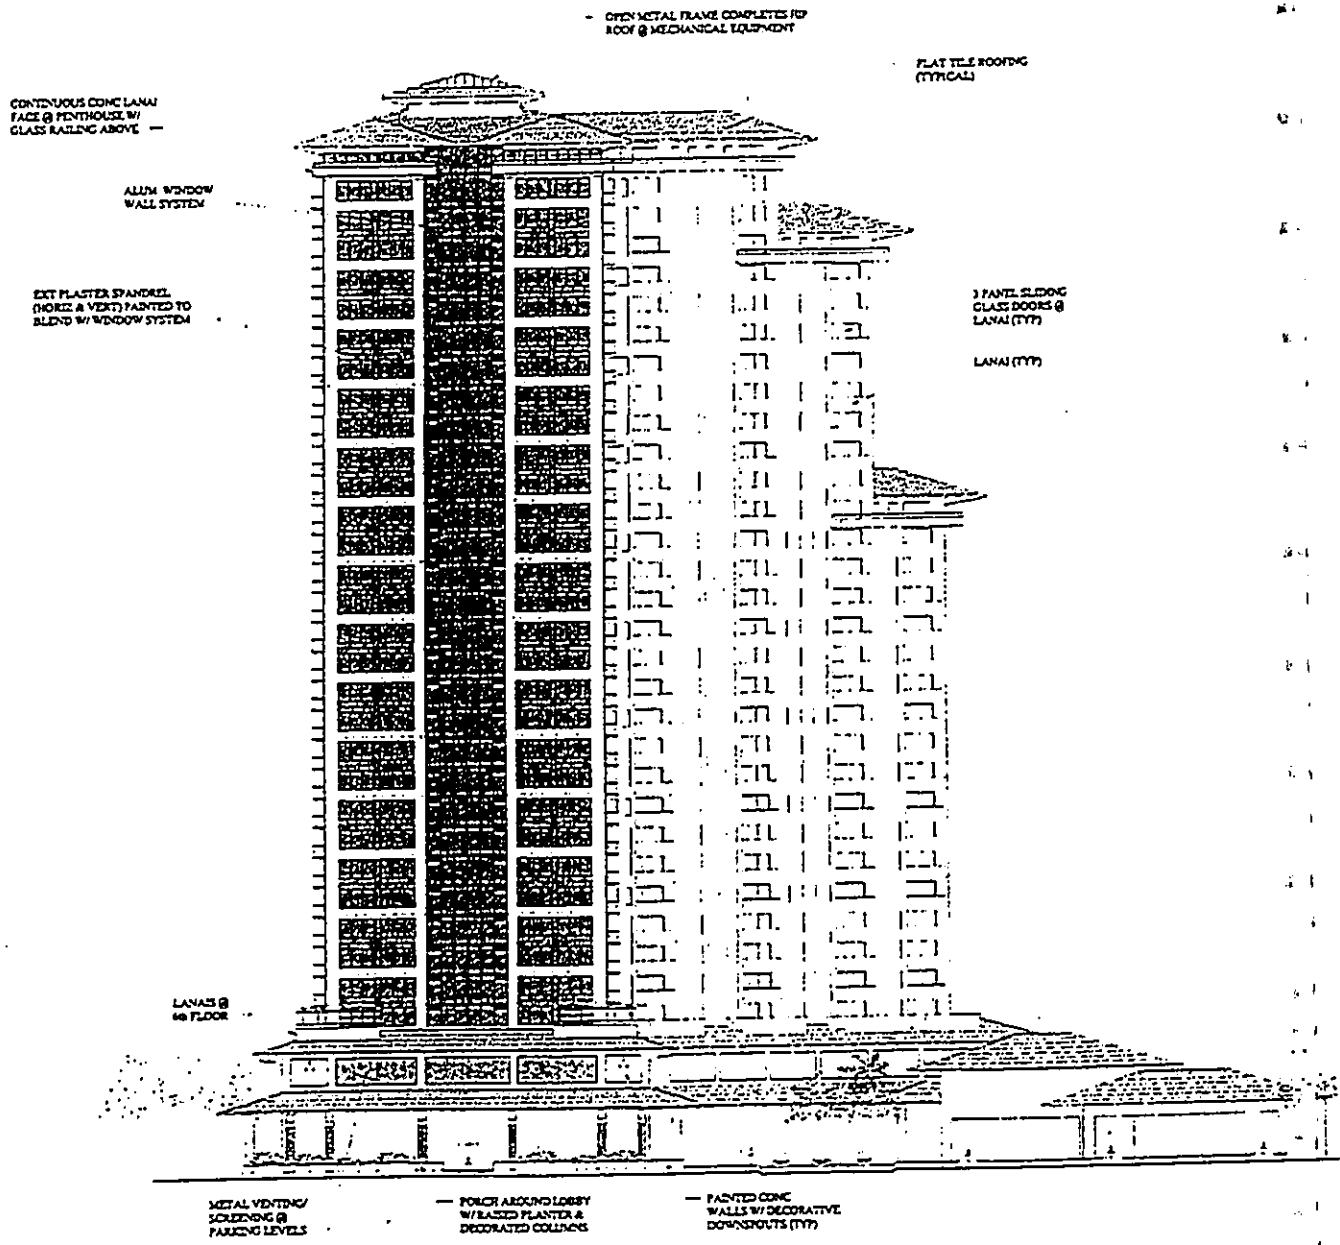 OPEN METAL FRAME COMPLETES HIP
ROOF @ MECHANICAL EQUIPMENT
FLAT TILE ROOFING
(TYPICAL)
CONTINUOUS CONC LANAI
FACE @ PENTHOUSE W/
GLASS RAILING ABOVE
ALUM WINDOW
WALL SYSTEM
EXT PLASTER SPANDREL
(HORIZ & VERT) PAINTED TO
BLEND W/ WINDOW SYSTEM
3 PANEL SLIDING
GLASS DOORS @
LANAI (TYP)
LANAI (TYP)
LANAIS @
6th FLOOR
METAL VENTING/
SCREENING @
PARKING LEVELS
PORCH AROUND LOBBY
W/ RAISED PLANTER &
DECORATED COLUMNS
PAINTED CONC
WALLS W/ DECORATIVE
DOWNSPOUTS (TYP)